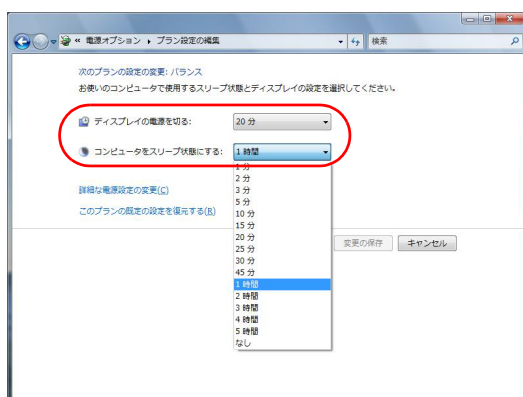 « 電源オプション ▸ プラン設定の編集
検索
次のプランの設定の変更: バランス
お使いのコンピュータで使用するスリープ状態とディスプレイの設定を選択してください。
ディスプレイの電源を切る: 20 分
コンピュータをスリープ状態にする: 1 時間
1 分
2 分
3 分
5 分
10 分
15 分
20 分
25 分
30 分
45 分
1 時間
2 時間
3 時間
4 時間
5 時間
なし
詳細な電源設定の変更(C)
このプランの既定の設定を復元する(R)
変更の保存 キャンセル